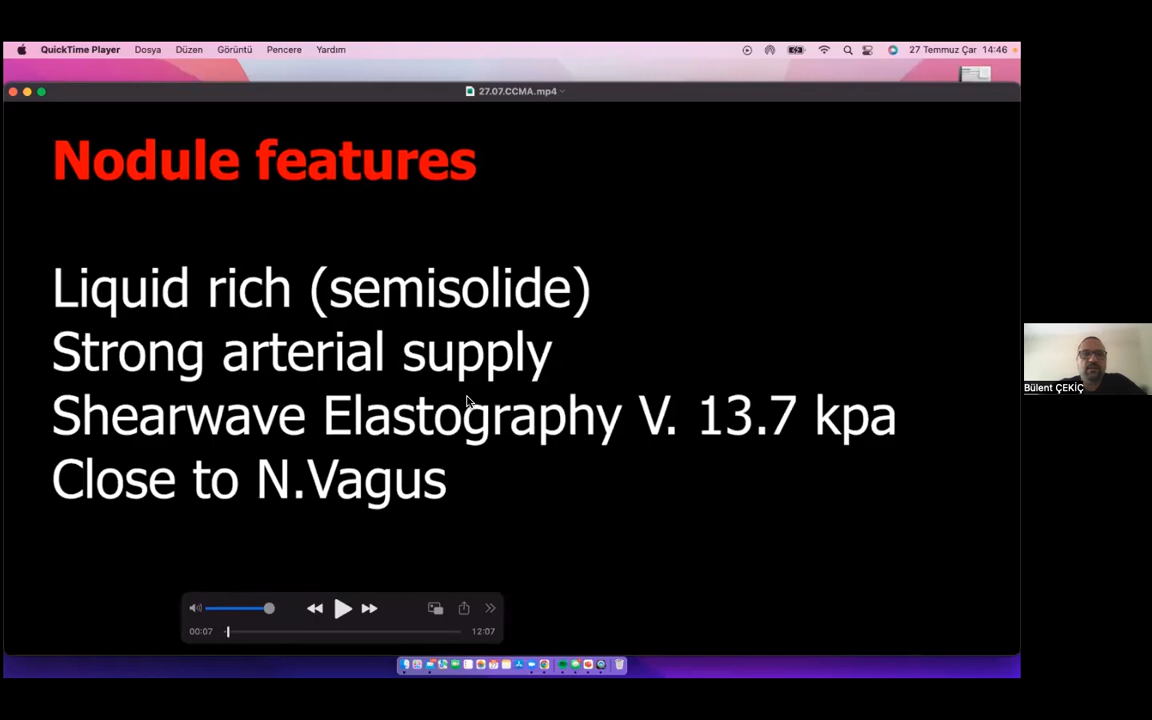 QuickTime Player Dosya Düzen Görüntü Pencere Yardım 27 Temmuz Çar 14:46
27.07.CCMA.mp4
Nodule features
Liquid rich (semisolide)
Strong arterial supply
Shearwave Elastography V. 13.7 kpa
Close to N.Vagus
Bülent ÇEKİÇ
00:07 12:07